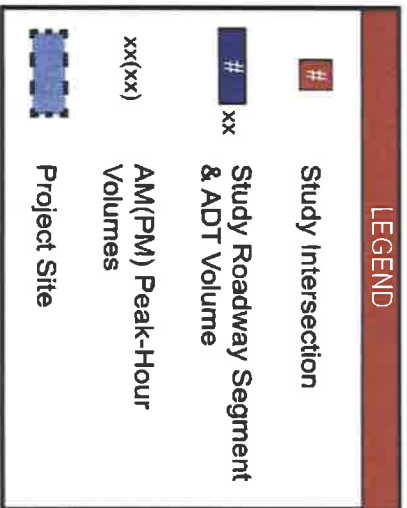 LEGEND
#
Study Intersection
# xx
Study Roadway Segment
& ADT Volume
xx(xx)
AM(PM) Peak-Hour
Volumes
Project Site